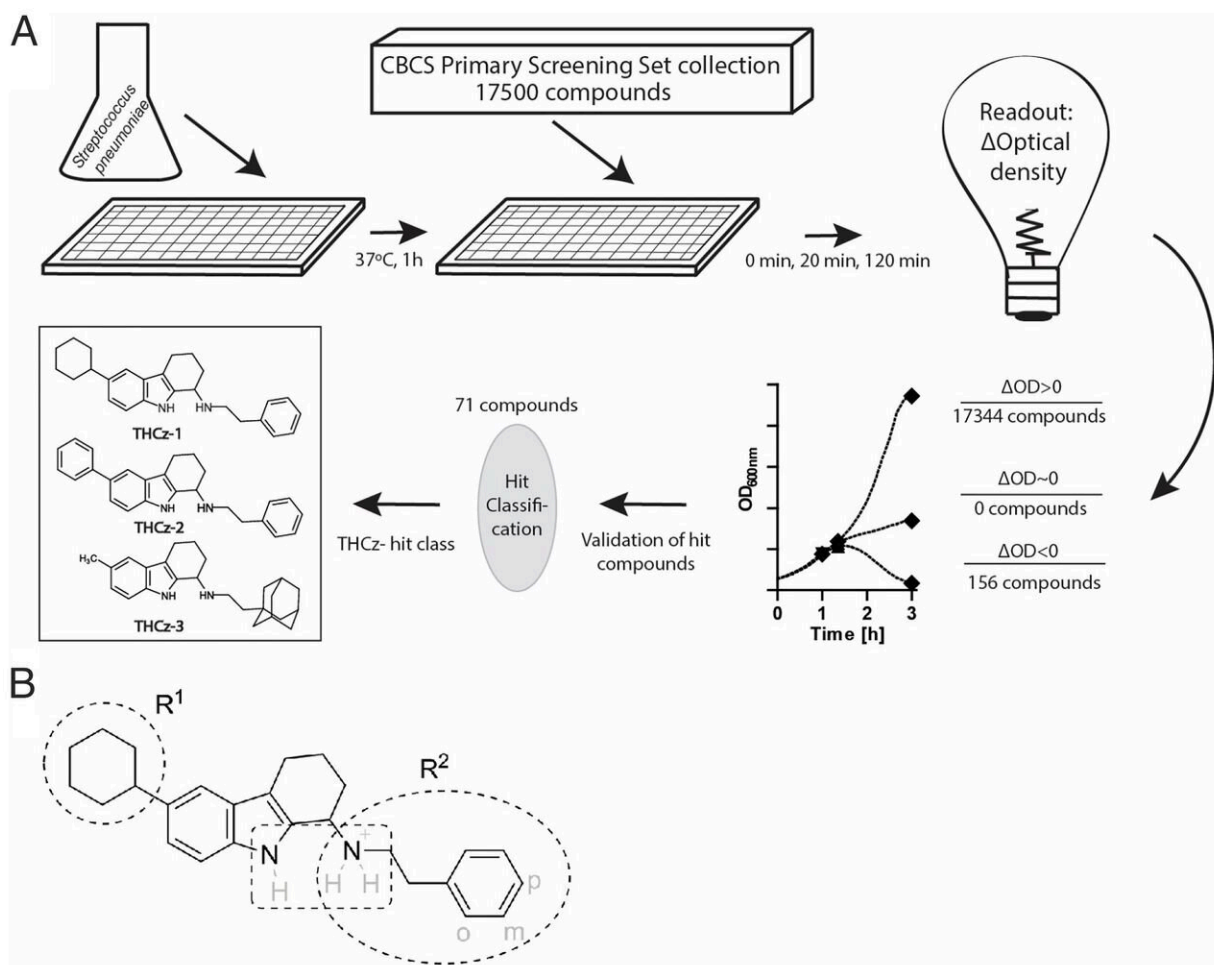 A
Streptococcus
pneumoniae
CBCS Primary Screening Set collection
17500 compounds
Readout:
ΔOptical
density
37ºC, 1h
0 min, 20 min, 120 min
NH
HN
THCz-1
NH
HN
THCz-2
H₃C
NH
HN
THCz-3
THCz- hit class
71 compounds
Hit
Classifi-
cation
Validation of hit
compounds
OD600nm
0 1 2 3
Time [h]
ΔOD>0
17344 compounds
ΔOD~0
0 compounds
ΔOD<0
156 compounds
B
R¹
R²
N
H
N
+
H H
o
m
p